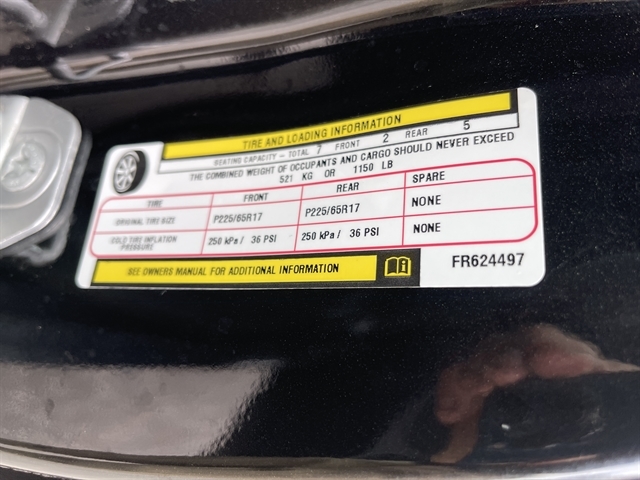 TIRE AND LOADING INFORMATION
SEATING CAPACITY - TOTAL 7 FRONT 2 REAR 5
THE COMBINED WEIGHT OF OCCUPANTS AND CARGO SHOULD NEVER EXCEED
521 KG OR 1150 LB
TIRE FRONT REAR SPARE
ORIGINAL TIRE SIZE P225/65R17 P225/65R17 NONE
COLD TIRE INFLATION PRESSURE 250 kPa / 36 PSI 250 kPa / 36 PSI NONE
SEE OWNERS MANUAL FOR ADDITIONAL INFORMATION
FR624497